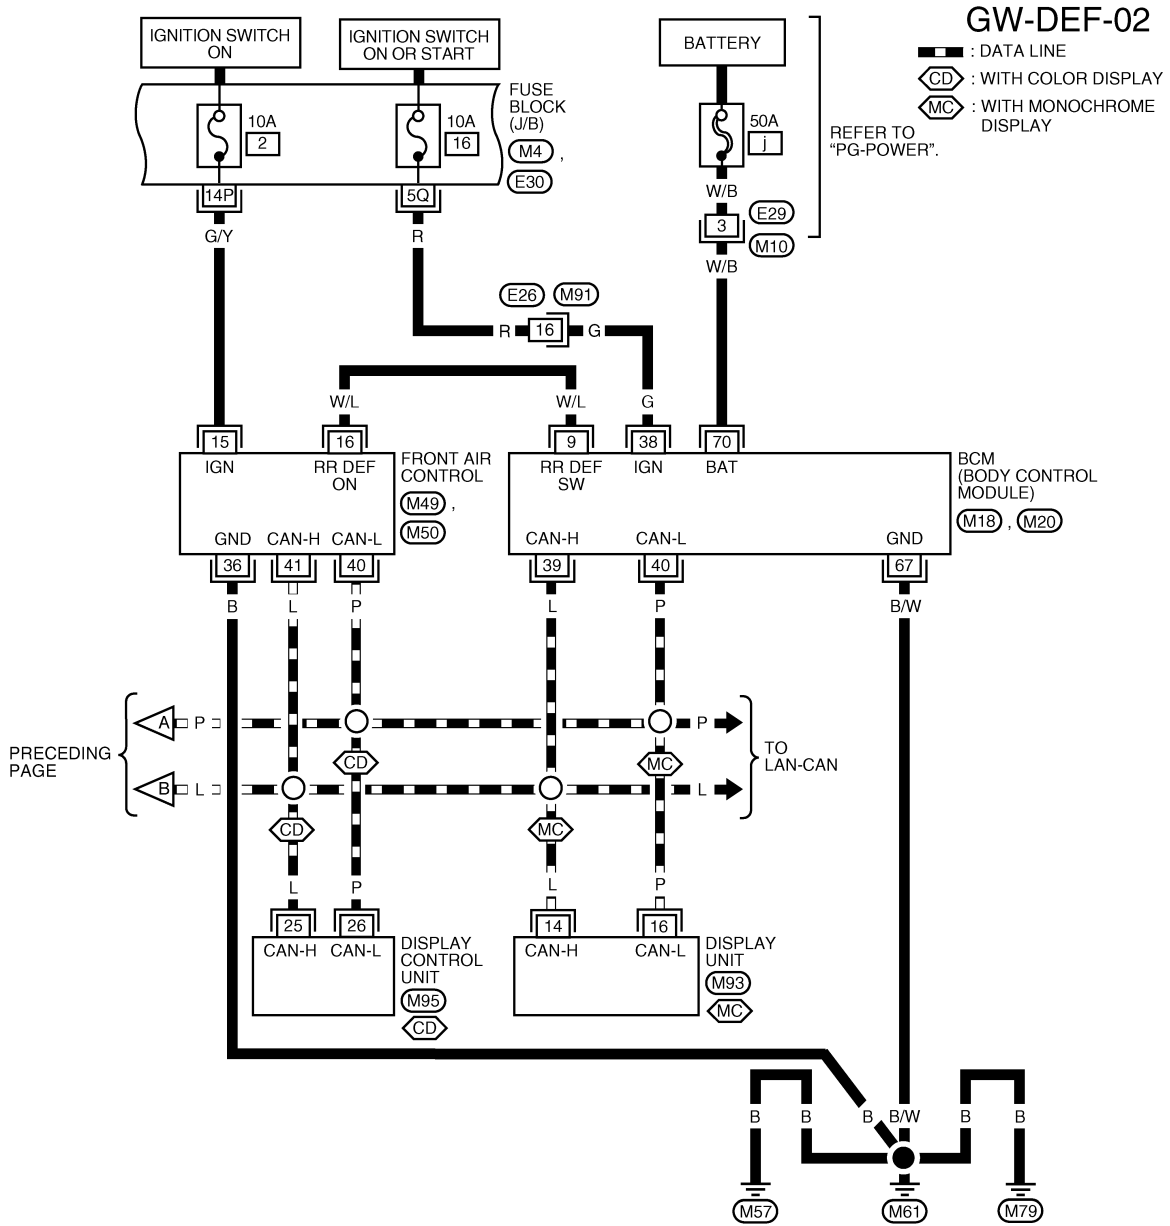 GW-DEF-02
: DATA LINE
CD : WITH COLOR DISPLAY
MC : WITH MONOCHROME
DISPLAY
IGNITION SWITCH
ON
IGNITION SWITCH
ON OR START
BATTERY
FUSE
BLOCK
(J/B)
M4 ,
E30
10A
2
10A
16
50A
j
REFER TO
“PG-POWER”.
14P
5Q
W/B
G/Y
R
3
E29
M10
W/B
E26 M91
R 16 G
W/L
W/L
G
15
16
9
38
70
IGN
RR DEF
ON
FRONT AIR
CONTROL
M49 ,
M50
RR DEF
SW
IGN
BAT
BCM
(BODY CONTROL
MODULE)
M18 , M20
GND
CAN-H
CAN-L
CAN-H
CAN-L
GND
36
41
40
39
40
67
B
L
P
L
P
B/W
PRECEDING
PAGE
A P
P
CD
MC
TO
LAN-CAN
B L
L
CD
MC
L
P
L
P
25
26
14
16
CAN-H
CAN-L
DISPLAY
CONTROL
UNIT
M95
CD
CAN-H
CAN-L
DISPLAY
UNIT
M93
MC
B
B
B
B/W
B
B
M57
M61
M79